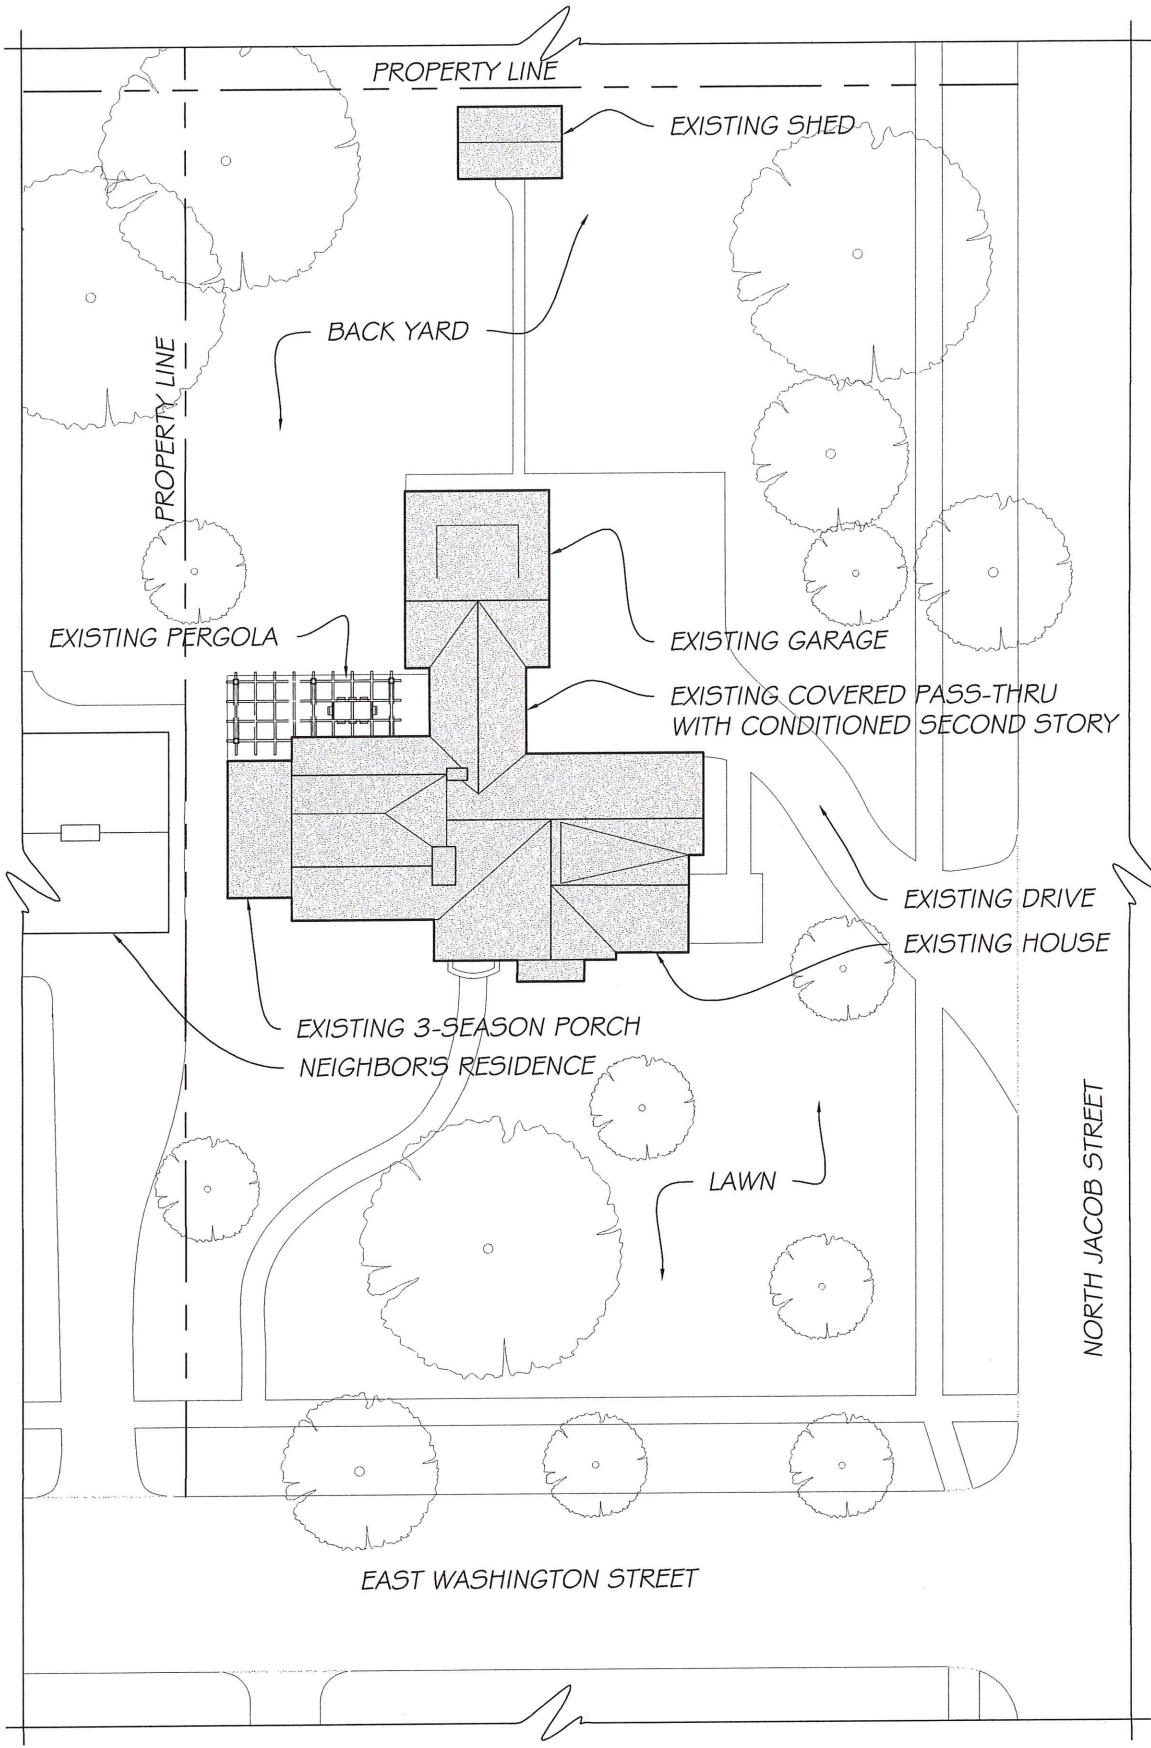 PROPERTY LINE
EXISTING SHED
BACK YARD
PROPERTY LINE
EXISTING PERGOLA
EXISTING GARAGE
EXISTING COVERED PASS-THRU
WITH CONDITIONED SECOND STORY
EXISTING DRIVE
EXISTING HOUSE
EXISTING 3-SEASON PORCH
NEIGHBOR'S RESIDENCE
LAWN
NORTH JACOB STREET
EAST WASHINGTON STREET